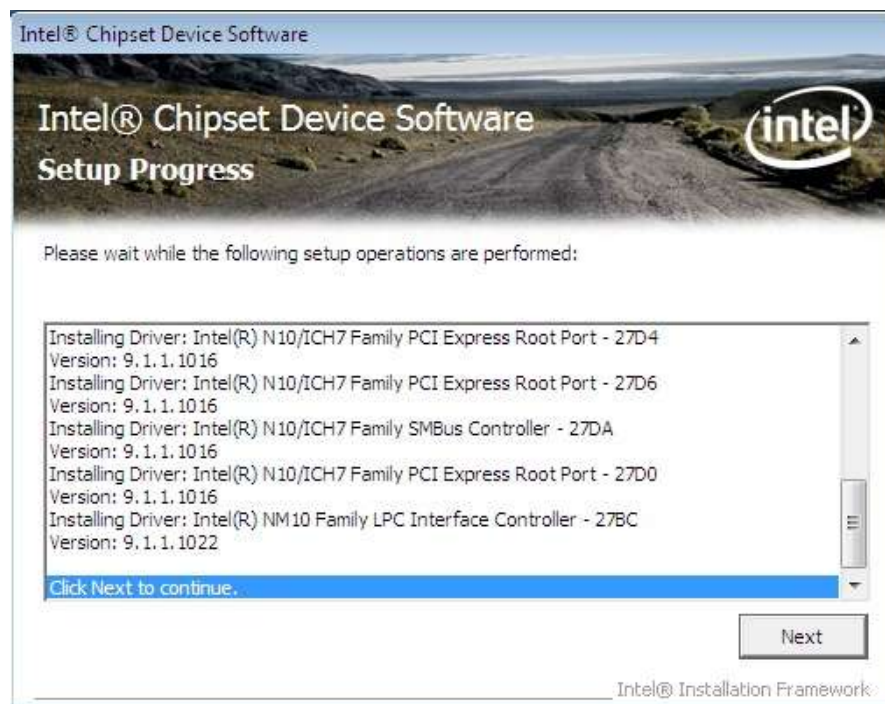 Intel® Chipset Device Software
Intel® Chipset Device Software
intel
Setup Progress
Please wait while the following setup operations are performed:
Installing Driver: Intel(R) N10/ICH7 Family PCI Express Root Port - 27D4
Version: 9.1.1.1016
Installing Driver: Intel(R) N10/ICH7 Family PCI Express Root Port - 27D6
Version: 9.1.1.1016
Installing Driver: Intel(R) N10/ICH7 Family SMBus Controller - 27DA
Version: 9.1.1.1016
Installing Driver: Intel(R) N10/ICH7 Family PCI Express Root Port - 27D0
Version: 9.1.1.1016
Installing Driver: Intel(R) NM10 Family LPC Interface Controller - 27BC
Version: 9.1.1.1022
Click Next to continue.
Next
Intel® Installation Framework